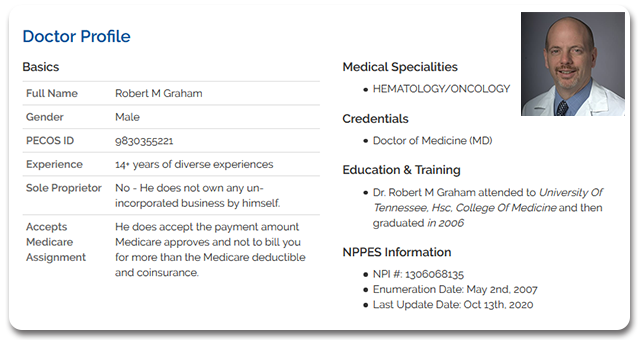 Doctor Profile
Basics
Full Name Robert M Graham
Gender Male
PECOS ID 9830355221
Experience 14+ years of diverse experiences
Sole Proprietor No - He does not own any un-
incorporated business by himself.
Accepts He does accept the payment amount
Medicare Medicare approves and not to bill you
Assignment for more than the Medicare deductible
and coinsurance.
Medical Specialities
• HEMATOLOGY/ONCOLOGY
Credentials
• Doctor of Medicine (MD)
Education & Training
• Dr. Robert M Graham attended to University Of
Tennessee, Hsc, College Of Medicine and then
graduated in 2006
NPPES Information
• NPI #: 1306068135
• Enumeration Date: May 2nd, 2007
• Last Update Date: Oct 13th, 2020